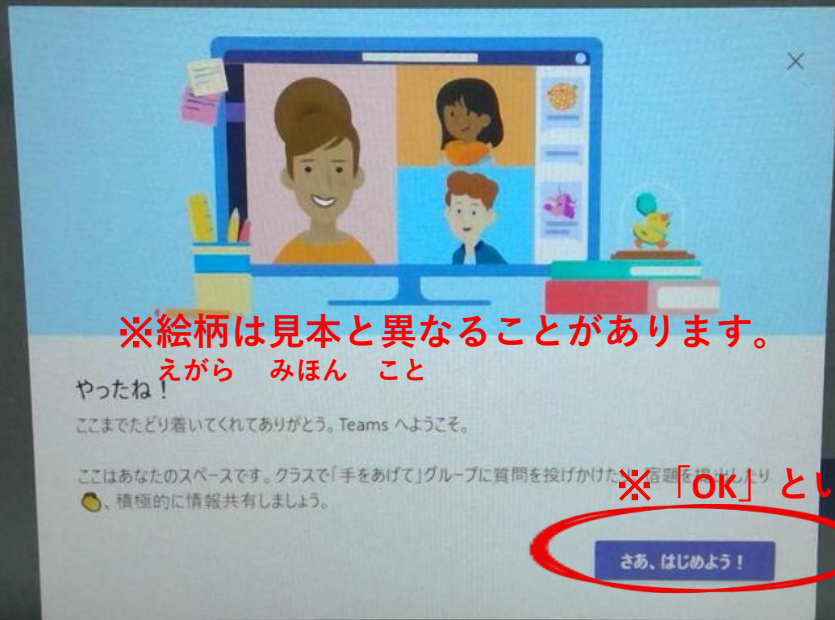 ※絵柄は見本と異なることがあります。
えがら みほん こと
やったね！
ここまでたどり着いてくれてありがとう。Teams へようこそ。
ここはあなたのスペースです。クラスで「手をあげて」グループに質問を投げかけた 宿題を提出したり
、積極的に情報共有しましょう。
※「OK」とい
さあ、はじめよう！